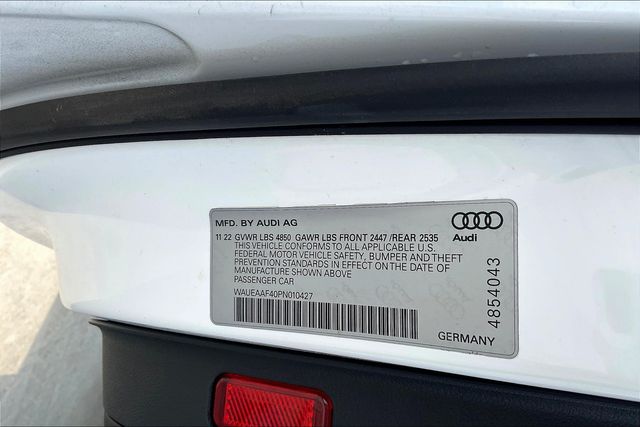 MFD. BY AUDI AG
Audi
11 22 GVWR LBS 4850 GAWR LBS FRONT 2447 /REAR 2535
THIS VEHICLE CONFORMS TO ALL APPLICABLE U.S.
FEDERAL MOTOR VEHICLE SAFETY, BUMPER AND THEFT
PREVENTION STANDARDS IN EFFECT ON THE DATE OF
MANUFACTURE SHOWN ABOVE
PASSENGER CAR
WAUEAAF40PN010427
4854043
GERMANY